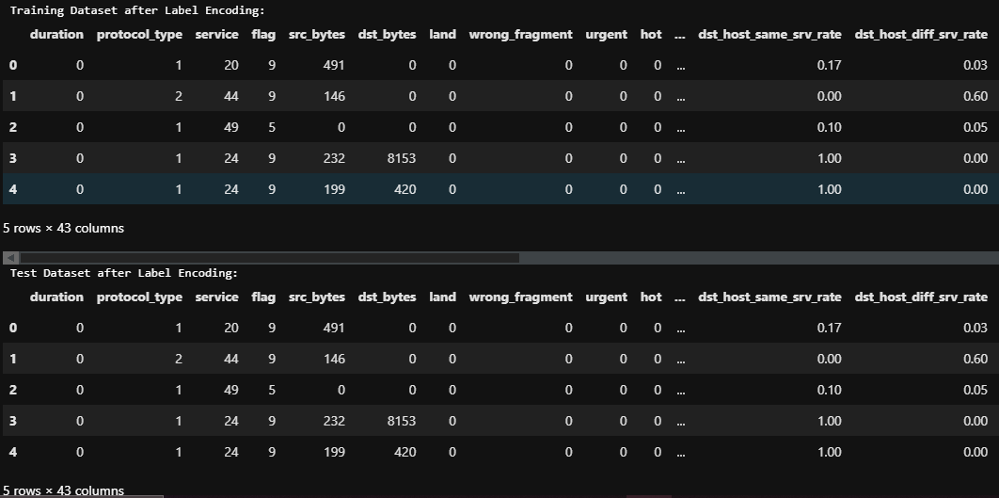 Training Dataset after Label Encoding:
duration protocol_type service flag src_bytes dst_bytes land wrong_fragment urgent hot ... dst_host_same_srv_rate dst_host_diff_srv_rate
0 0 1 20 9 491 0 0 0 0 0 ... 0.17 0.03
1 0 2 44 9 146 0 0 0 0 0 ... 0.00 0.60
2 0 1 49 5 0 0 0 0 0 0 ... 0.10 0.05
3 0 1 24 9 232 8153 0 0 0 0 ... 1.00 0.00
4 0 1 24 9 199 420 0 0 0 0 ... 1.00 0.00
5 rows × 43 columns
Test Dataset after Label Encoding:
duration protocol_type service flag src_bytes dst_bytes land wrong_fragment urgent hot ... dst_host_same_srv_rate dst_host_diff_srv_rate
0 0 1 20 9 491 0 0 0 0 0 ... 0.17 0.03
1 0 2 44 9 146 0 0 0 0 0 ... 0.00 0.60
2 0 1 49 5 0 0 0 0 0 0 ... 0.10 0.05
3 0 1 24 9 232 8153 0 0 0 0 ... 1.00 0.00
4 0 1 24 9 199 420 0 0 0 0 ... 1.00 0.00
5 rows × 43 columns